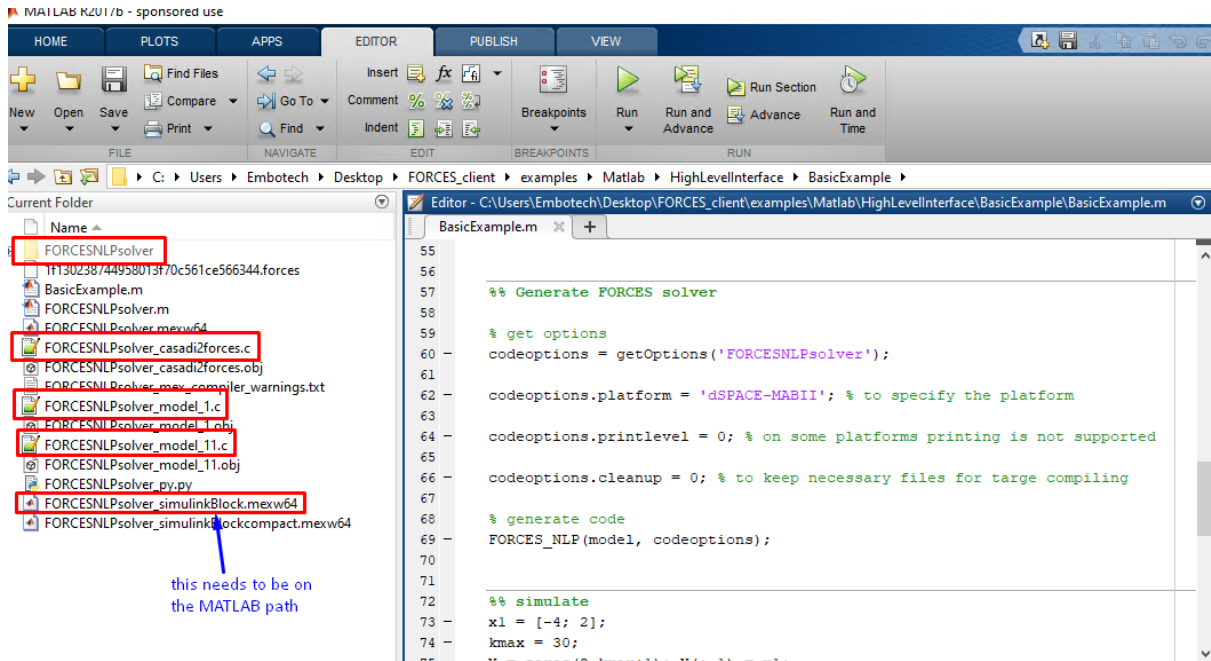 MATLAB R2017b - sponsored use
HOME PLOTS APPS EDITOR PUBLISH VIEW
New Open Save Find Files Compare Print Go To Find Insert fx Comment Indent Breakpoints Run Run and Advance Run Section Advance Run and Time
FILE NAVIGATE EDIT BREAKPOINTS RUN
C: Users Embotech Desktop FORCES_client examples Matlab HighLevelInterface BasicExample
Current Folder
Name
FORCESNLPsolver
1f130238744958013f70c561ce566344.forces
BasicExample.m
FORCESNLPsolver.m
FORCESNLPsolver.mexw64
FORCESNLPsolver_casadi2forces.c
FORCESNLPsolver_casadi2forces.obj
FORCESNLPsolver_mex_compiler_warnings.txt
FORCESNLPsolver_model_1.c
FORCESNLPsolver_model_1.obj
FORCESNLPsolver_model_11.c
FORCESNLPsolver_model_11.obj
FORCESNLPsolver_py.py
FORCESNLPsolver_simulinkBlock.mexw64
FORCESNLPsolver_simulinkBlockcompact.mexw64
this needs to be on
the MATLAB path
Editor - C:\Users\Embotech\Desktop\FORCES_client\examples\Matlab\HighLevelInterface\BasicExample\BasicExample.m
BasicExample.m
55
56
57 %% Generate FORCES solver
58
59 % get options
60 – codeoptions = getOptions('FORCESNLPsolver');
61
62 – codeoptions.platform = 'dSPACE-MABII'; % to specify the platform
63
64 – codeoptions.printlevel = 0; % on some platforms printing is not supported
65
66 – codeoptions.cleanup = 0; % to keep necessary files for targe compiling
67
68 % generate code
69 – FORCES_NLP(model, codeoptions);
70
71
72 %% simulate
73 – x1 = [-4; 2];
74 – kmax = 30;